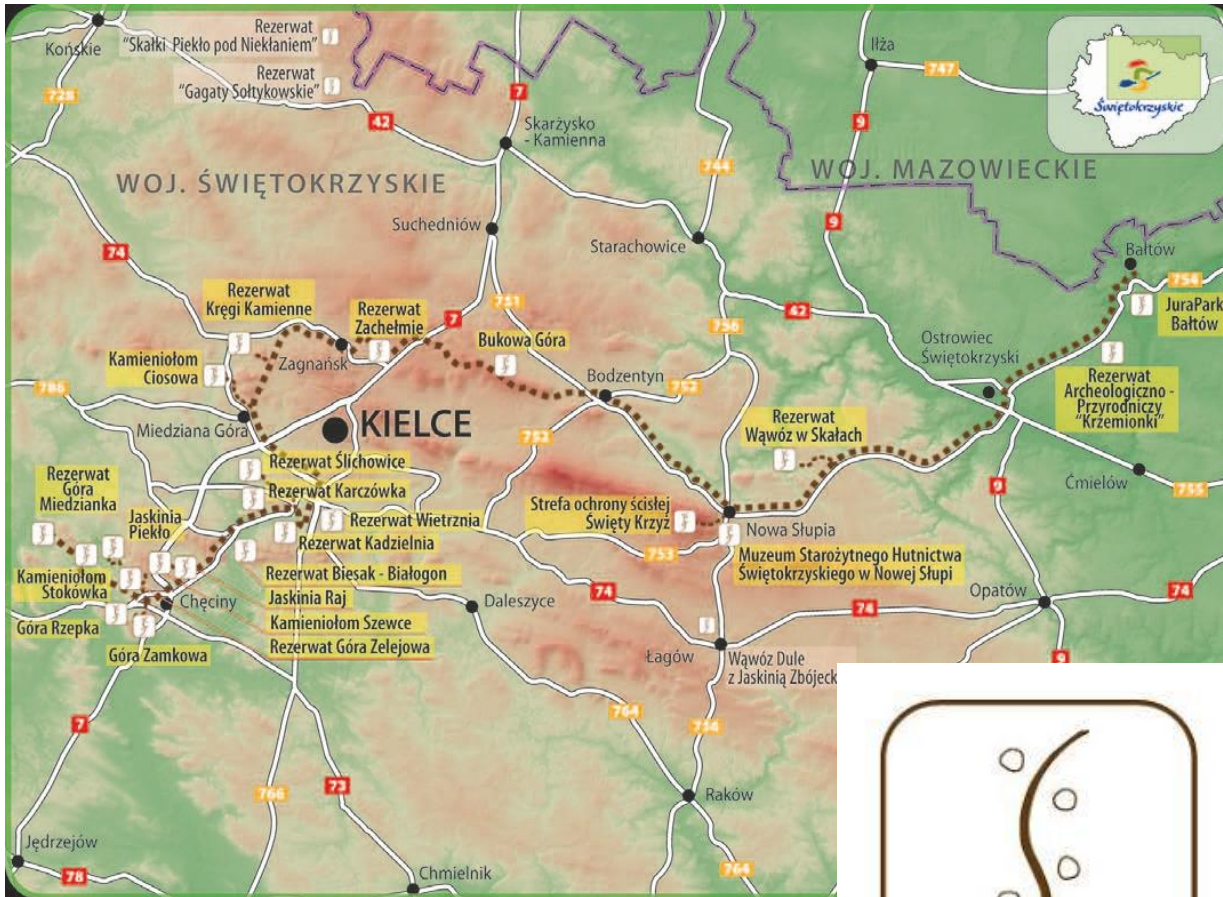 Końskie
Rezerwat
"Skałki Piekło pod Niekłaniem"
Rezerwat
"Gagaty Sołtykowskie"
728
42
7
Skarżysko
- Kamienna
744
Iłża
747
9
Świętokrzyskie
WOJ. ŚWIĘTOKRZYSKIE
WOJ. MAZOWIECKIE
74
Suchedniów
Starachowice
9
Bałtów
754
JuraPark
Bałtów
Rezerwat
Kręgi Kamienne
Rezerwat
Zachełmie
7
751
756
42
Kamieniołom
Ciosowa
Zagnańsk
Bukowa Góra
Ostrowiec
Świętokrzyski
Rezerwat
Archeologiczno -
Przyrodniczy
"Krzemionki"
786
Miedziana Góra
KIELCE
Bodzentyn
752
752
Rezerwat
Wąwóz w Skałach
Rezerwat Ślichowice
Rezerwat Karczówka
Rezerwat Wietrznia
Rezerwat Kadzielnia
Rezerwat
Góra
Miedzianka
Jaskinia
Piekło
Strefa ochrony ścisłej
Święty Krzyż
Nowa Słupia
753
Muzeum Starożytnego Hutnictwa
Świętokrzyskiego w Nowej Słupi
9
Ćmielów
755
Kamieniołom
Stokówka
Chęciny
Rezerwat Biesak - Białogon
Jaskinia Raj
Kamieniołom Szewce
Rezerwat Góra Zelejowa
Góra Rzepka
Góra Zamkowa
Daleszyce
74
74
Opatów
74
9
Łagów
Wąwóz Dule
z Jaskinią Zbójeck
7
766
73
764
756
Raków
764
Jędrzejów
78
Chmielnik